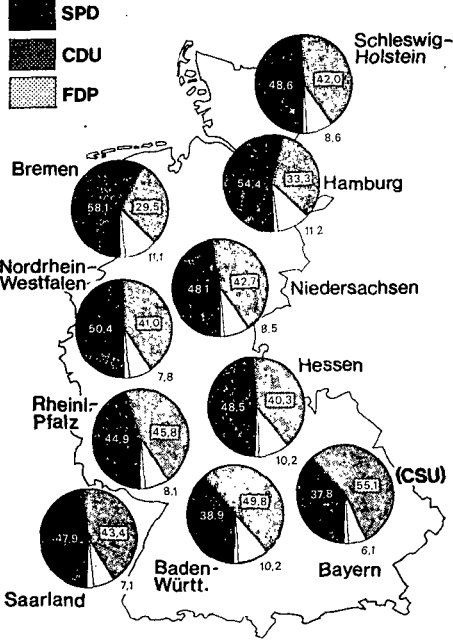 SPD
CDU
FDP
Schleswig-
Holstein
48,6
42,0
8,6
Bremen
58,1
29,5
11,1
54,4
33,3
Hamburg
11,2
Nordrhein-
Westfalen
50,4
41,0
7,8
48,1
42,7
Niedersachsen
8,5
Hessen
48,5
40,3
10,2
Rheinl.-
Pfalz
44,9
45,8
8,1
(CSU)
37,8
55,1
6,1
Bayern
38,9
49,8
10,2
Baden-
Württ.
47,9
43,4
7,1
Saarland